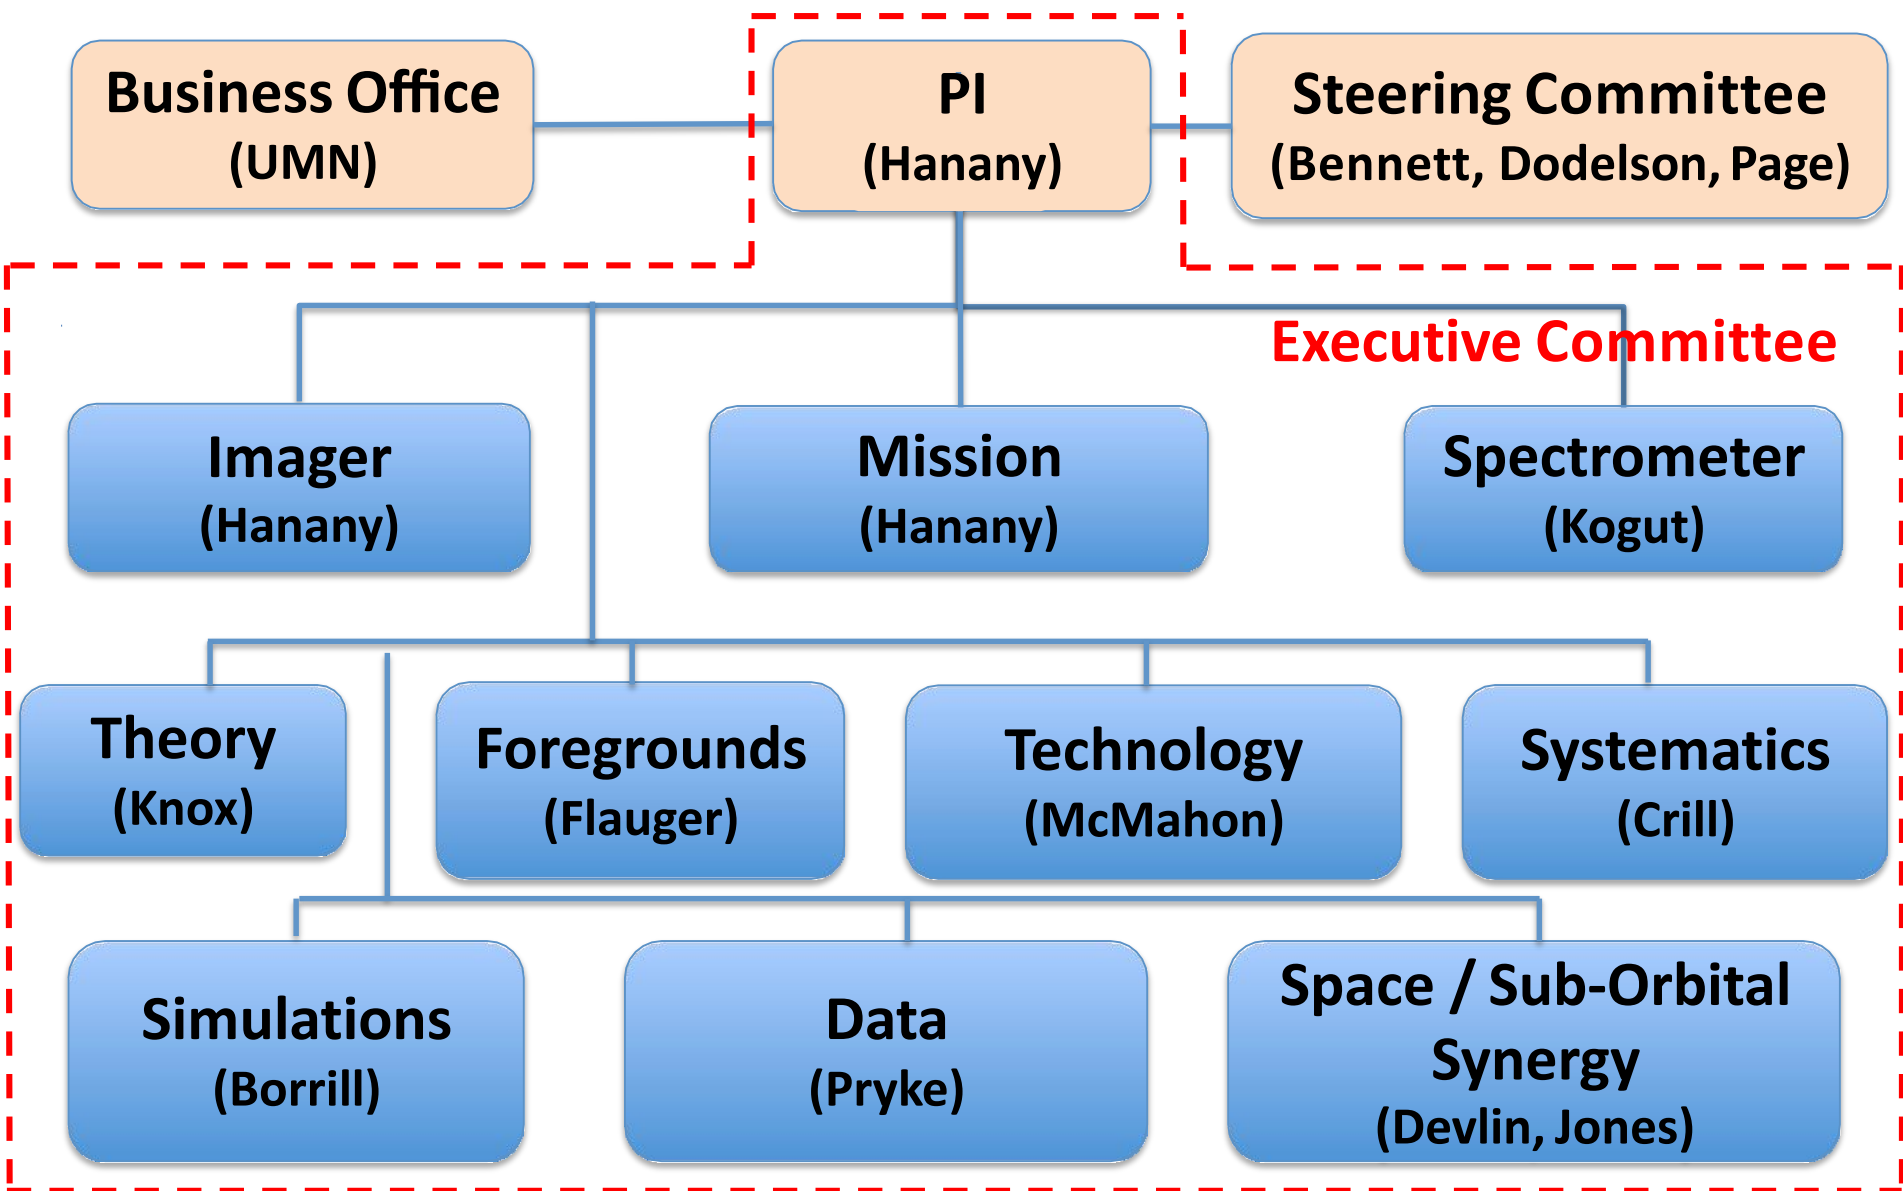 Business Office
(UMN)
PI
(Hanany)
Steering Committee
(Bennett, Dodelson, Page)
Executive Committee
Imager
(Hanany)
Mission
(Hanany)
Spectrometer
(Kogut)
Theory
(Knox)
Foregrounds
(Flauger)
Technology
(McMahon)
Systematics
(Crill)
Simulations
(Borrill)
Data
(Pryke)
Space / Sub-Orbital
Synergy
(Devlin, Jones)